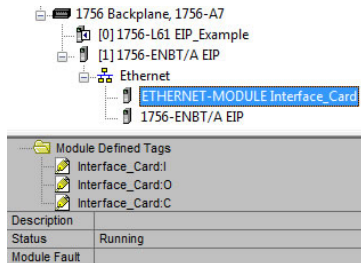 1756 Backplane, 1756-A7
[0] 1756-L61 EIP_Example
[1] 1756-ENBT/A EIP
Ethernet
ETHERNET-MODULE Interface_Card
1756-ENBT/A EIP
Module Defined Tags
Interface_Card:I
Interface_Card:O
Interface_Card:C
Description
Status Running
Module Fault